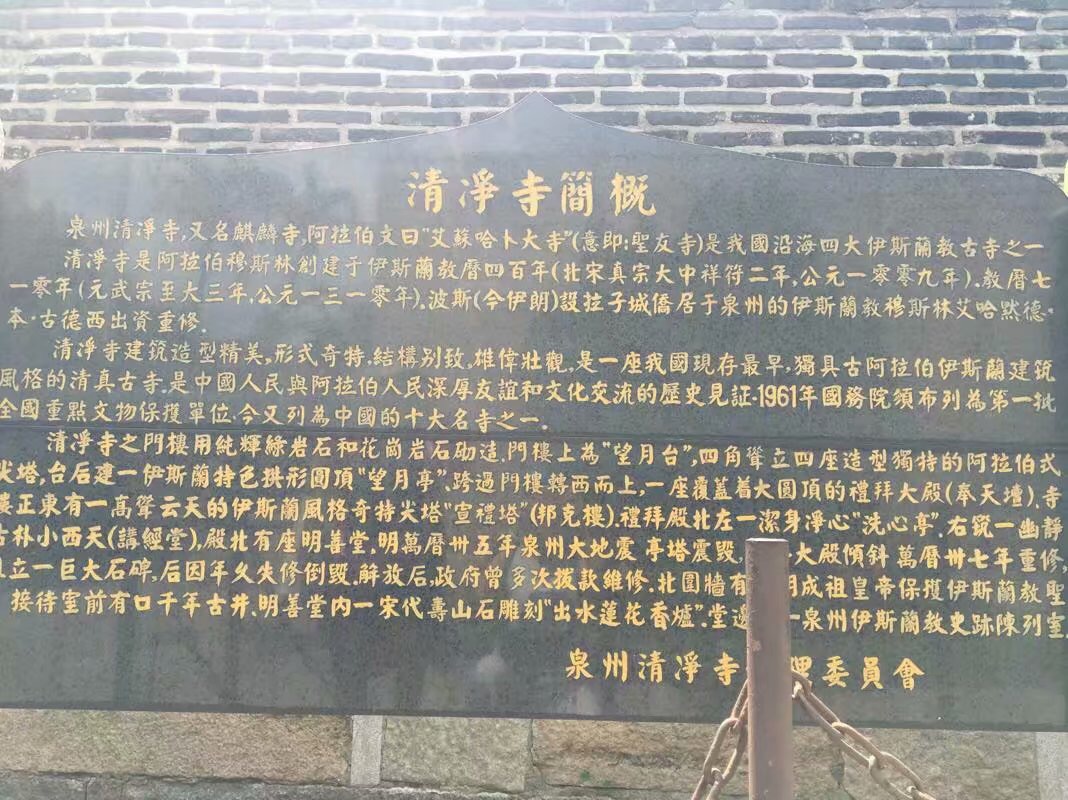 清淨寺簡概
泉州清淨寺,又名麒麟寺,阿拉伯文曰"艾蘇哈卜大寺"(意即:聖友寺)是我國沿海四大伊斯蘭教古寺之一
清淨寺是阿拉伯穆斯林創建于伊斯蘭教曆四百年(北宋真宗大中祥符二年,公元一零零九年).教曆七
一零年(元武宗至大三年,公元一三一零年).波斯(今伊朗)設拉子城僑居于泉州的伊斯蘭教穆斯林艾哈默德·
本·古德西出資重修.
清淨寺建筑造型精美,形式奇特,結構别致,雄偉壯觀,是一座我國現存最早,獨具古阿拉伯伊斯蘭建筑
風格的清真古寺.是中國人民與阿拉伯人民深厚友誼和文化交流的歷史見証·1961年國務院頒布列為第一批
全國重點文物保護單位.今又列為中國的十大名寺之一.
清淨寺之門樓用純輝綠岩石和花崗岩石砌造.門樓上為"望月台",四角聳立四座造型獨特的阿拉伯式
尖塔,台后建一伊斯蘭特色拱形圓頂"望月亭".跨過門樓轉西而上,一座覆蓋着大圓頂的禮拜大殿(奉天壇).寺
樓正東有一高聳云天的伊斯蘭風格奇特尖塔"宣禮塔"(邦克樓).禮拜殿北左一潔身淨心"洗心亭".右筑一幽靜
古朴小西天(講經堂),殿北有座明善堂.明萬曆卅五年泉州大地震亭塔震毀,大殿傾斜萬曆卅七年重修,
立一巨大石碑,后因年久失修倒毀.解放后,政府曾多次撥款維修.北圍牆有明成祖皇帝保護伊斯蘭教聖
接待室前有口千年古井.明善堂内一宋代壽山石雕刻"出水蓮花香爐".堂邊一泉州伊斯蘭教史跡陳列室.
泉州清淨寺理委員會